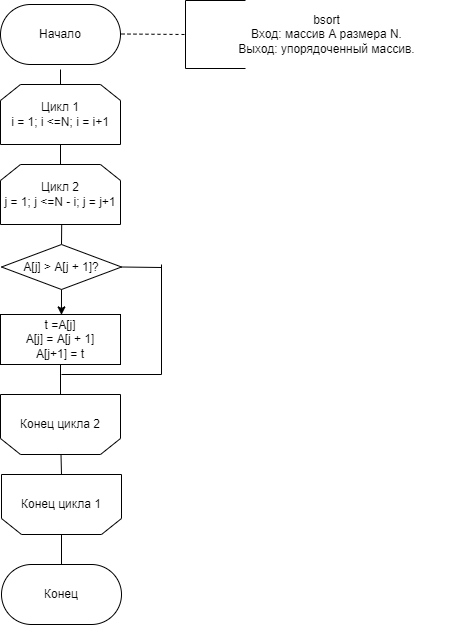 Начало
bsort
Вход: массив А размера N.
Выход: упорядоченный массив.
Цикл 1
i = 1; i <=N; i = i+1
Цикл 2
j = 1; j <=N - i; j = j+1
A[j] > A[j + 1]?
t =A[j]
A[j] = A[j + 1]
A[j+1] = t
Конец цикла 2
Конец цикла 1
Конец